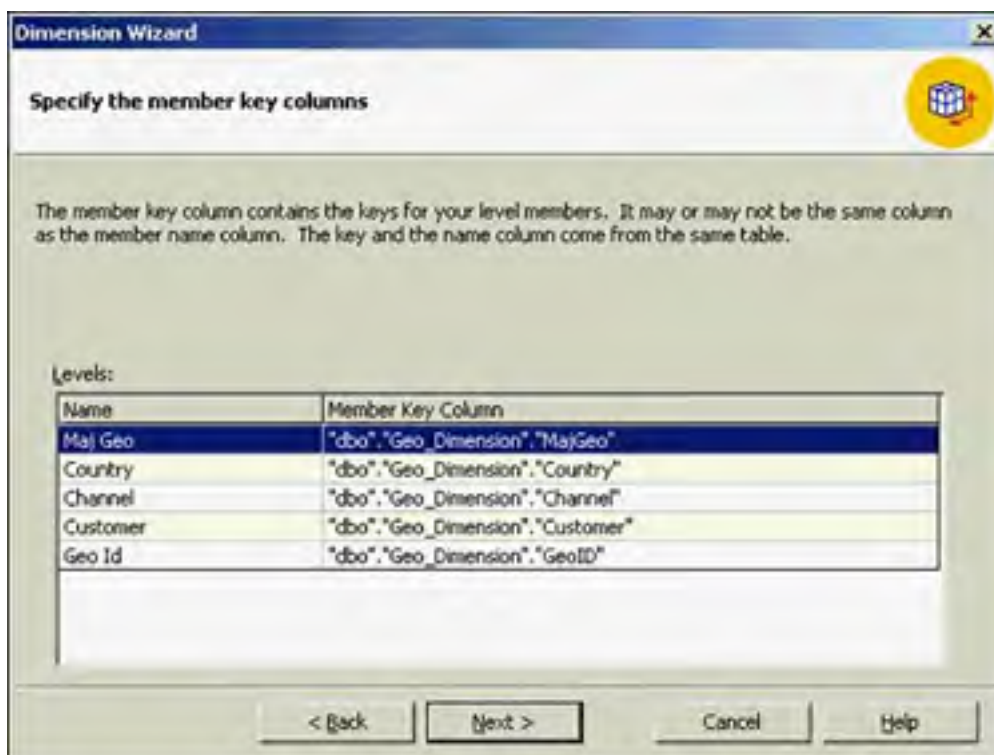 Dimension Wizard
Specify the member key columns
The member key column contains the keys for your level members. It may or may not be the same column
as the member name column. The key and the name column come from the same table.
Levels:
Name Member Key Column
Maj Geo "dbo"."Geo_Dimension"."MajGeo"
Country "dbo"."Geo_Dimension"."Country"
Channel "dbo"."Geo_Dimension"."Channel"
Customer "dbo"."Geo_Dimension"."Customer"
Geo Id "dbo"."Geo_Dimension"."GeoID"
< Back Next > Cancel Help